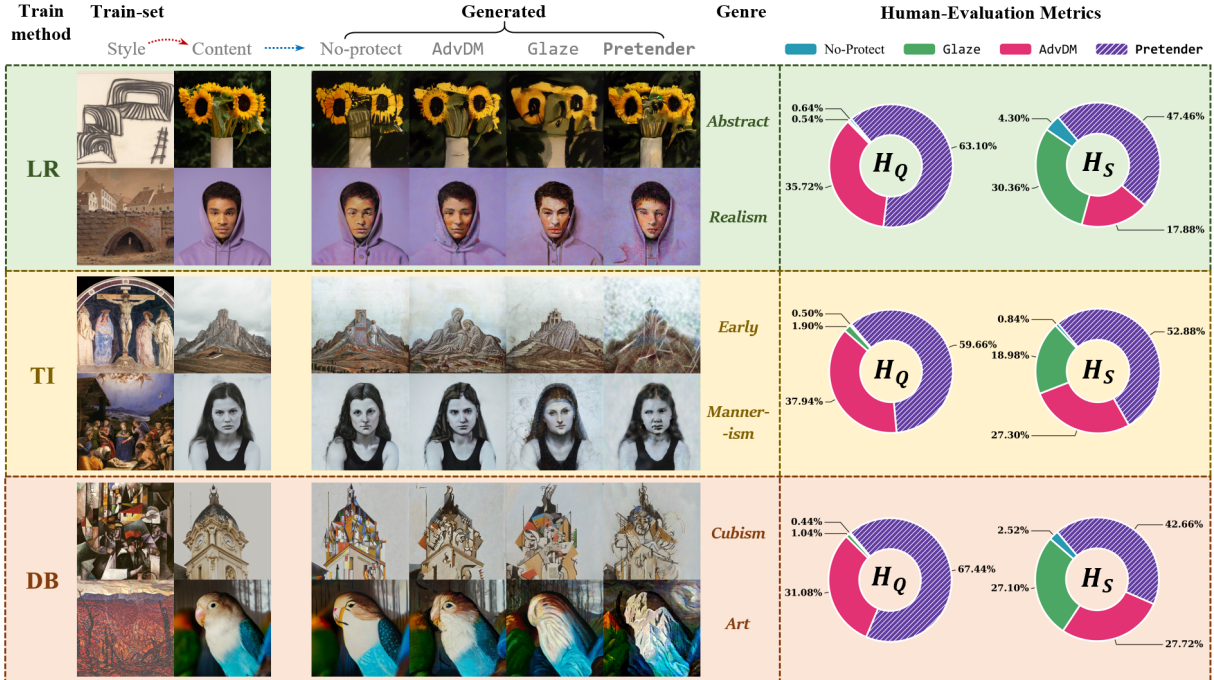 Train method
Train-set
Generated
Genre
Human-Evaluation Metrics
Style
Content
No-protect
AdvDM
Glaze
Pretender
No-Protect
Glaze
AdvDM
Pretender
LR
Abstract
Realism
0.64%
0.54%
35.72%
63.10%
H_Q
4.30%
30.36%
47.46%
17.88%
H_S
TI
Early
Manner-
-ism
0.50%
1.90%
37.94%
59.66%
H_Q
0.84%
18.98%
27.30%
52.88%
H_S
DB
Cubism
Art
0.44%
1.04%
31.08%
67.44%
H_Q
2.52%
27.10%
42.66%
27.72%
H_S